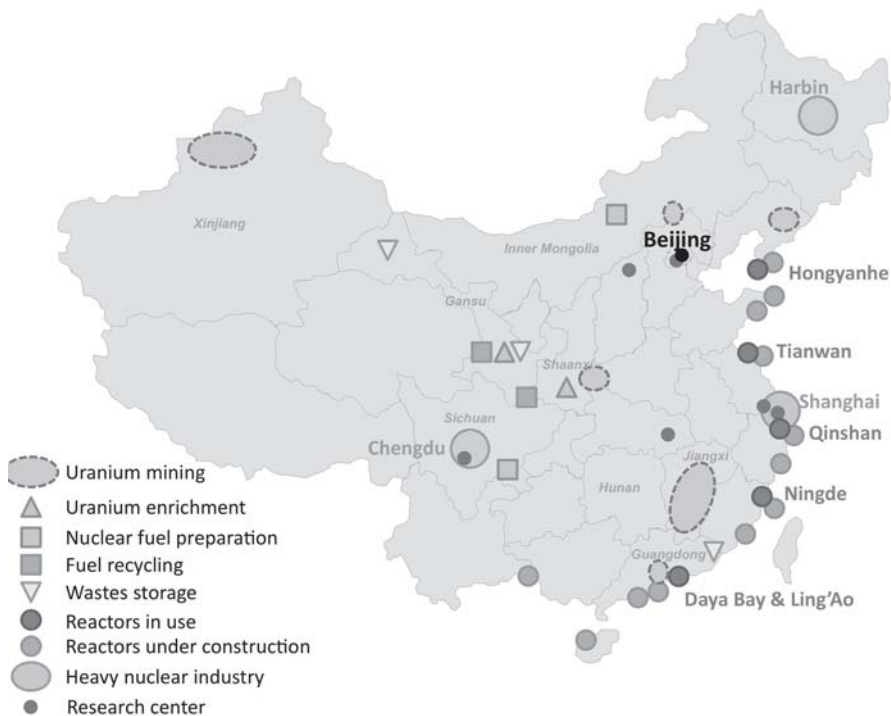 Harbin
Xinjiang
Inner Mongolia
Beijing
Hongyanhe
Gansu
Tianwan
Shaanxi
Shanghai
Sichuan
Qinshan
Chengdu
Jiangxi
Hunan
Ningde
Guangdong
Daya Bay & Ling'Ao
Uranium mining
Uranium enrichment
Nuclear fuel preparation
Fuel recycling
Wastes storage
Reactors in use
Reactors under construction
Heavy nuclear industry
Research center